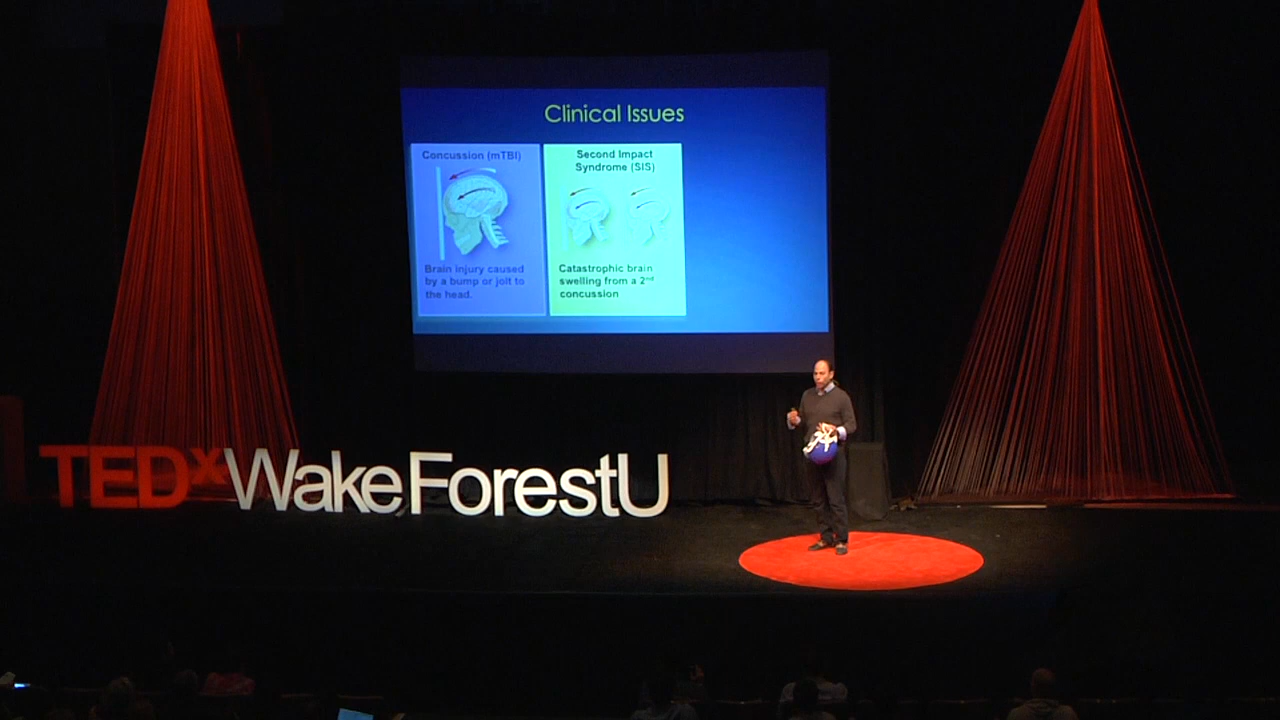 Clinical Issues
Concussion (mTBI)
Brain injury caused
by a bump or jolt to
the head.
Second Impact
Syndrome (SIS)
Catastrophic brain
swelling from a 2nd
concussion
TEDxWakeForestU